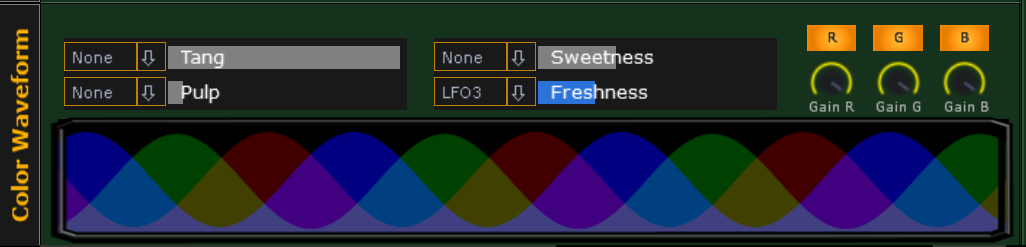 Color Waveform
None Tang
None Pulp
None Sweetness
LFO3 Freshness
R G B
Gain R Gain G Gain B